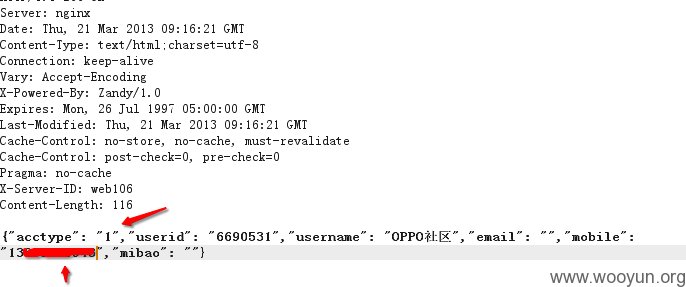 Server: nginx
Date: Thu, 21 Mar 2013 09:16:21 GMT
Content-Type: text/html;charset=utf-8
Connection: keep-alive
Vary: Accept-Encoding
X-Powered-By: Zandy/1.0
Expires: Mon, 26 Jul 1997 05:00:00 GMT
Last-Modified: Thu, 21 Mar 2013 09:16:21 GMT
Cache-Control: no-store, no-cache, must-revalidate
Cache-Control: post-check=0, pre-check=0
Pragma: no-cache
X-Server-ID: web106
Content-Length: 116
{"acctype": "1","userid": "6690531","username": "OPPO社区","email": "","mobile":
"13","mibao": ""}
www.wooyun.org